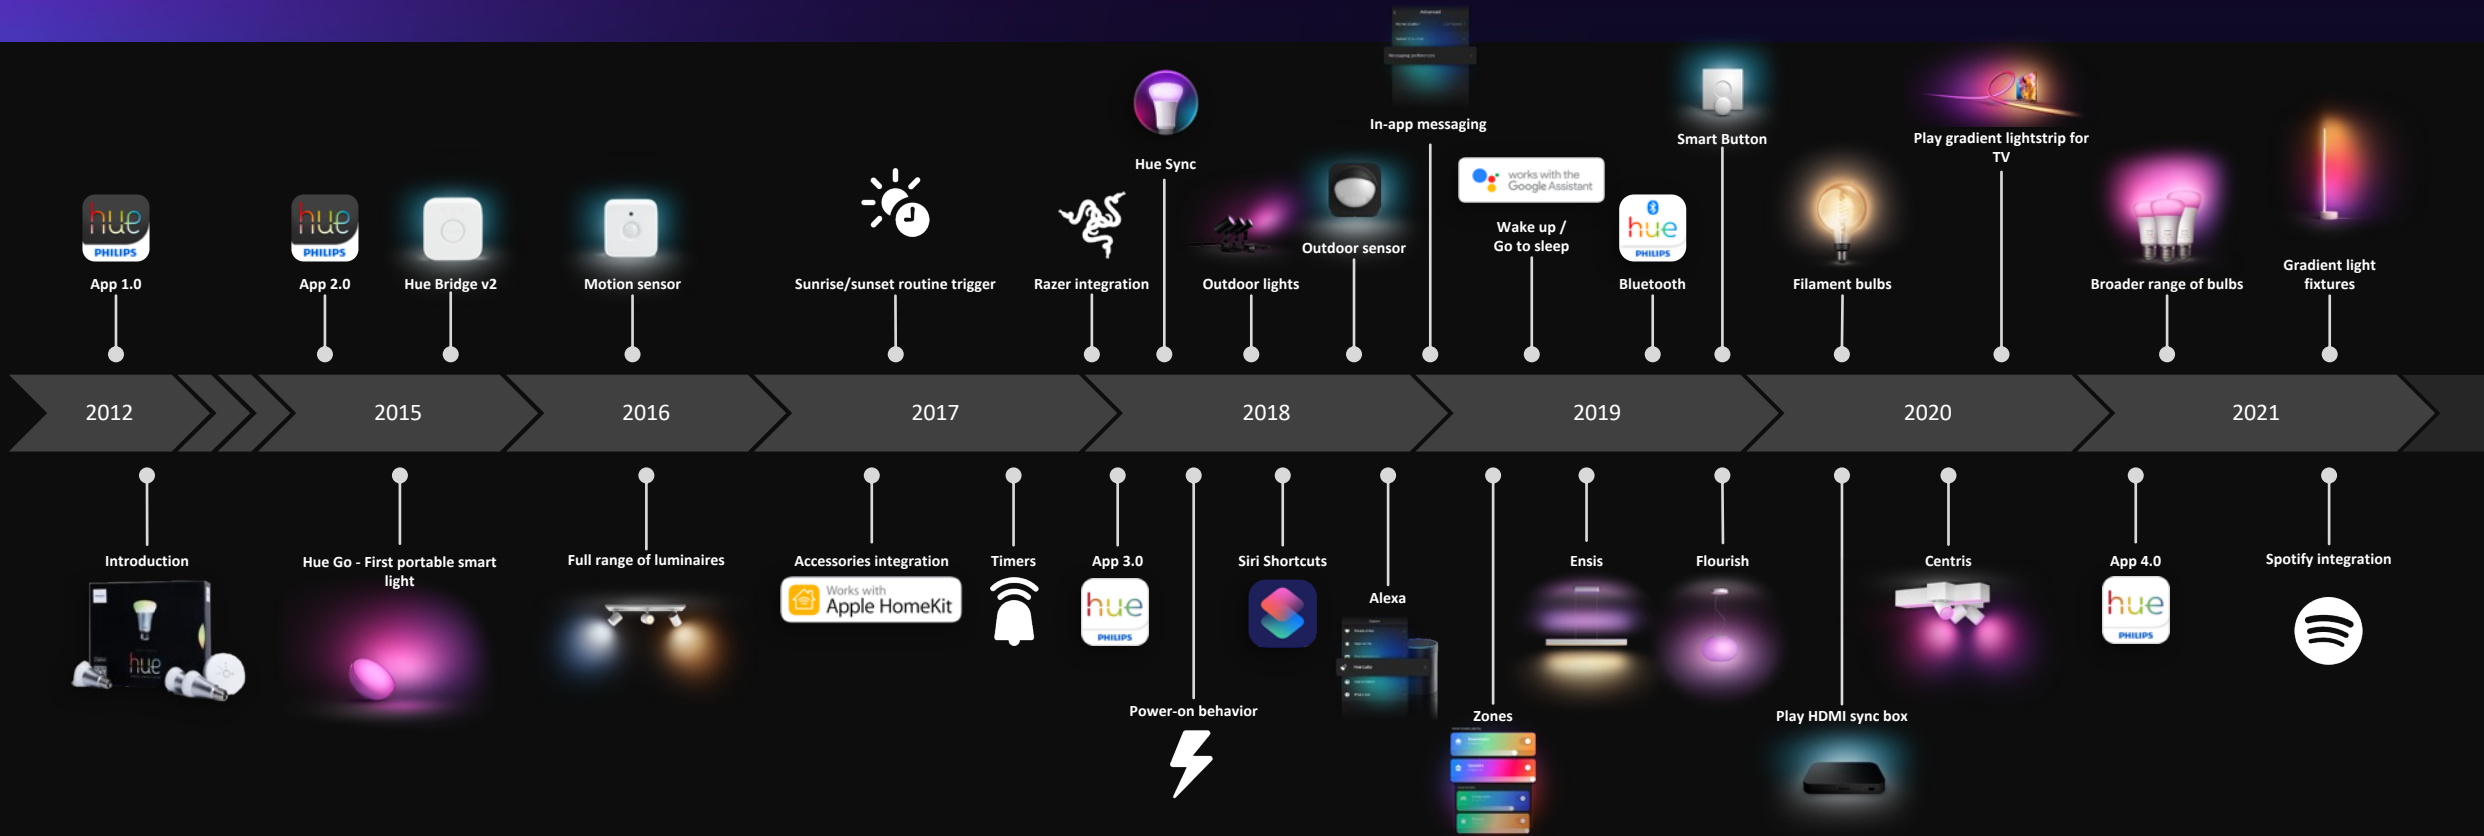 Advanced
Messaging preferences
In-app messaging
Hue Sync
Smart Button
Play gradient lightstrip for
TV
works with the
Google Assistant
Wake up /
Go to sleep
Outdoor sensor
Gradient light
fixtures
hue
PHILIPS
App 1.0
hue
PHILIPS
App 2.0
Hue Bridge v2
Motion sensor
Sunrise/sunset routine trigger
Razer integration
Outdoor lights
hue
PHILIPS
Bluetooth
Filament bulbs
Broader range of bulbs
2012
2015
2016
2017
2018
2019
2020
2021
Introduction
hue
Hue Go - First portable smart
light
Full range of luminaires
Accessories integration
Works with
Apple HomeKit
Timers
App 3.0
hue
PHILIPS
Power-on behavior
Siri Shortcuts
Alexa
Zones
Ensis
Flourish
Play HDMI sync box
Centris
App 4.0
hue
PHILIPS
Spotify integration